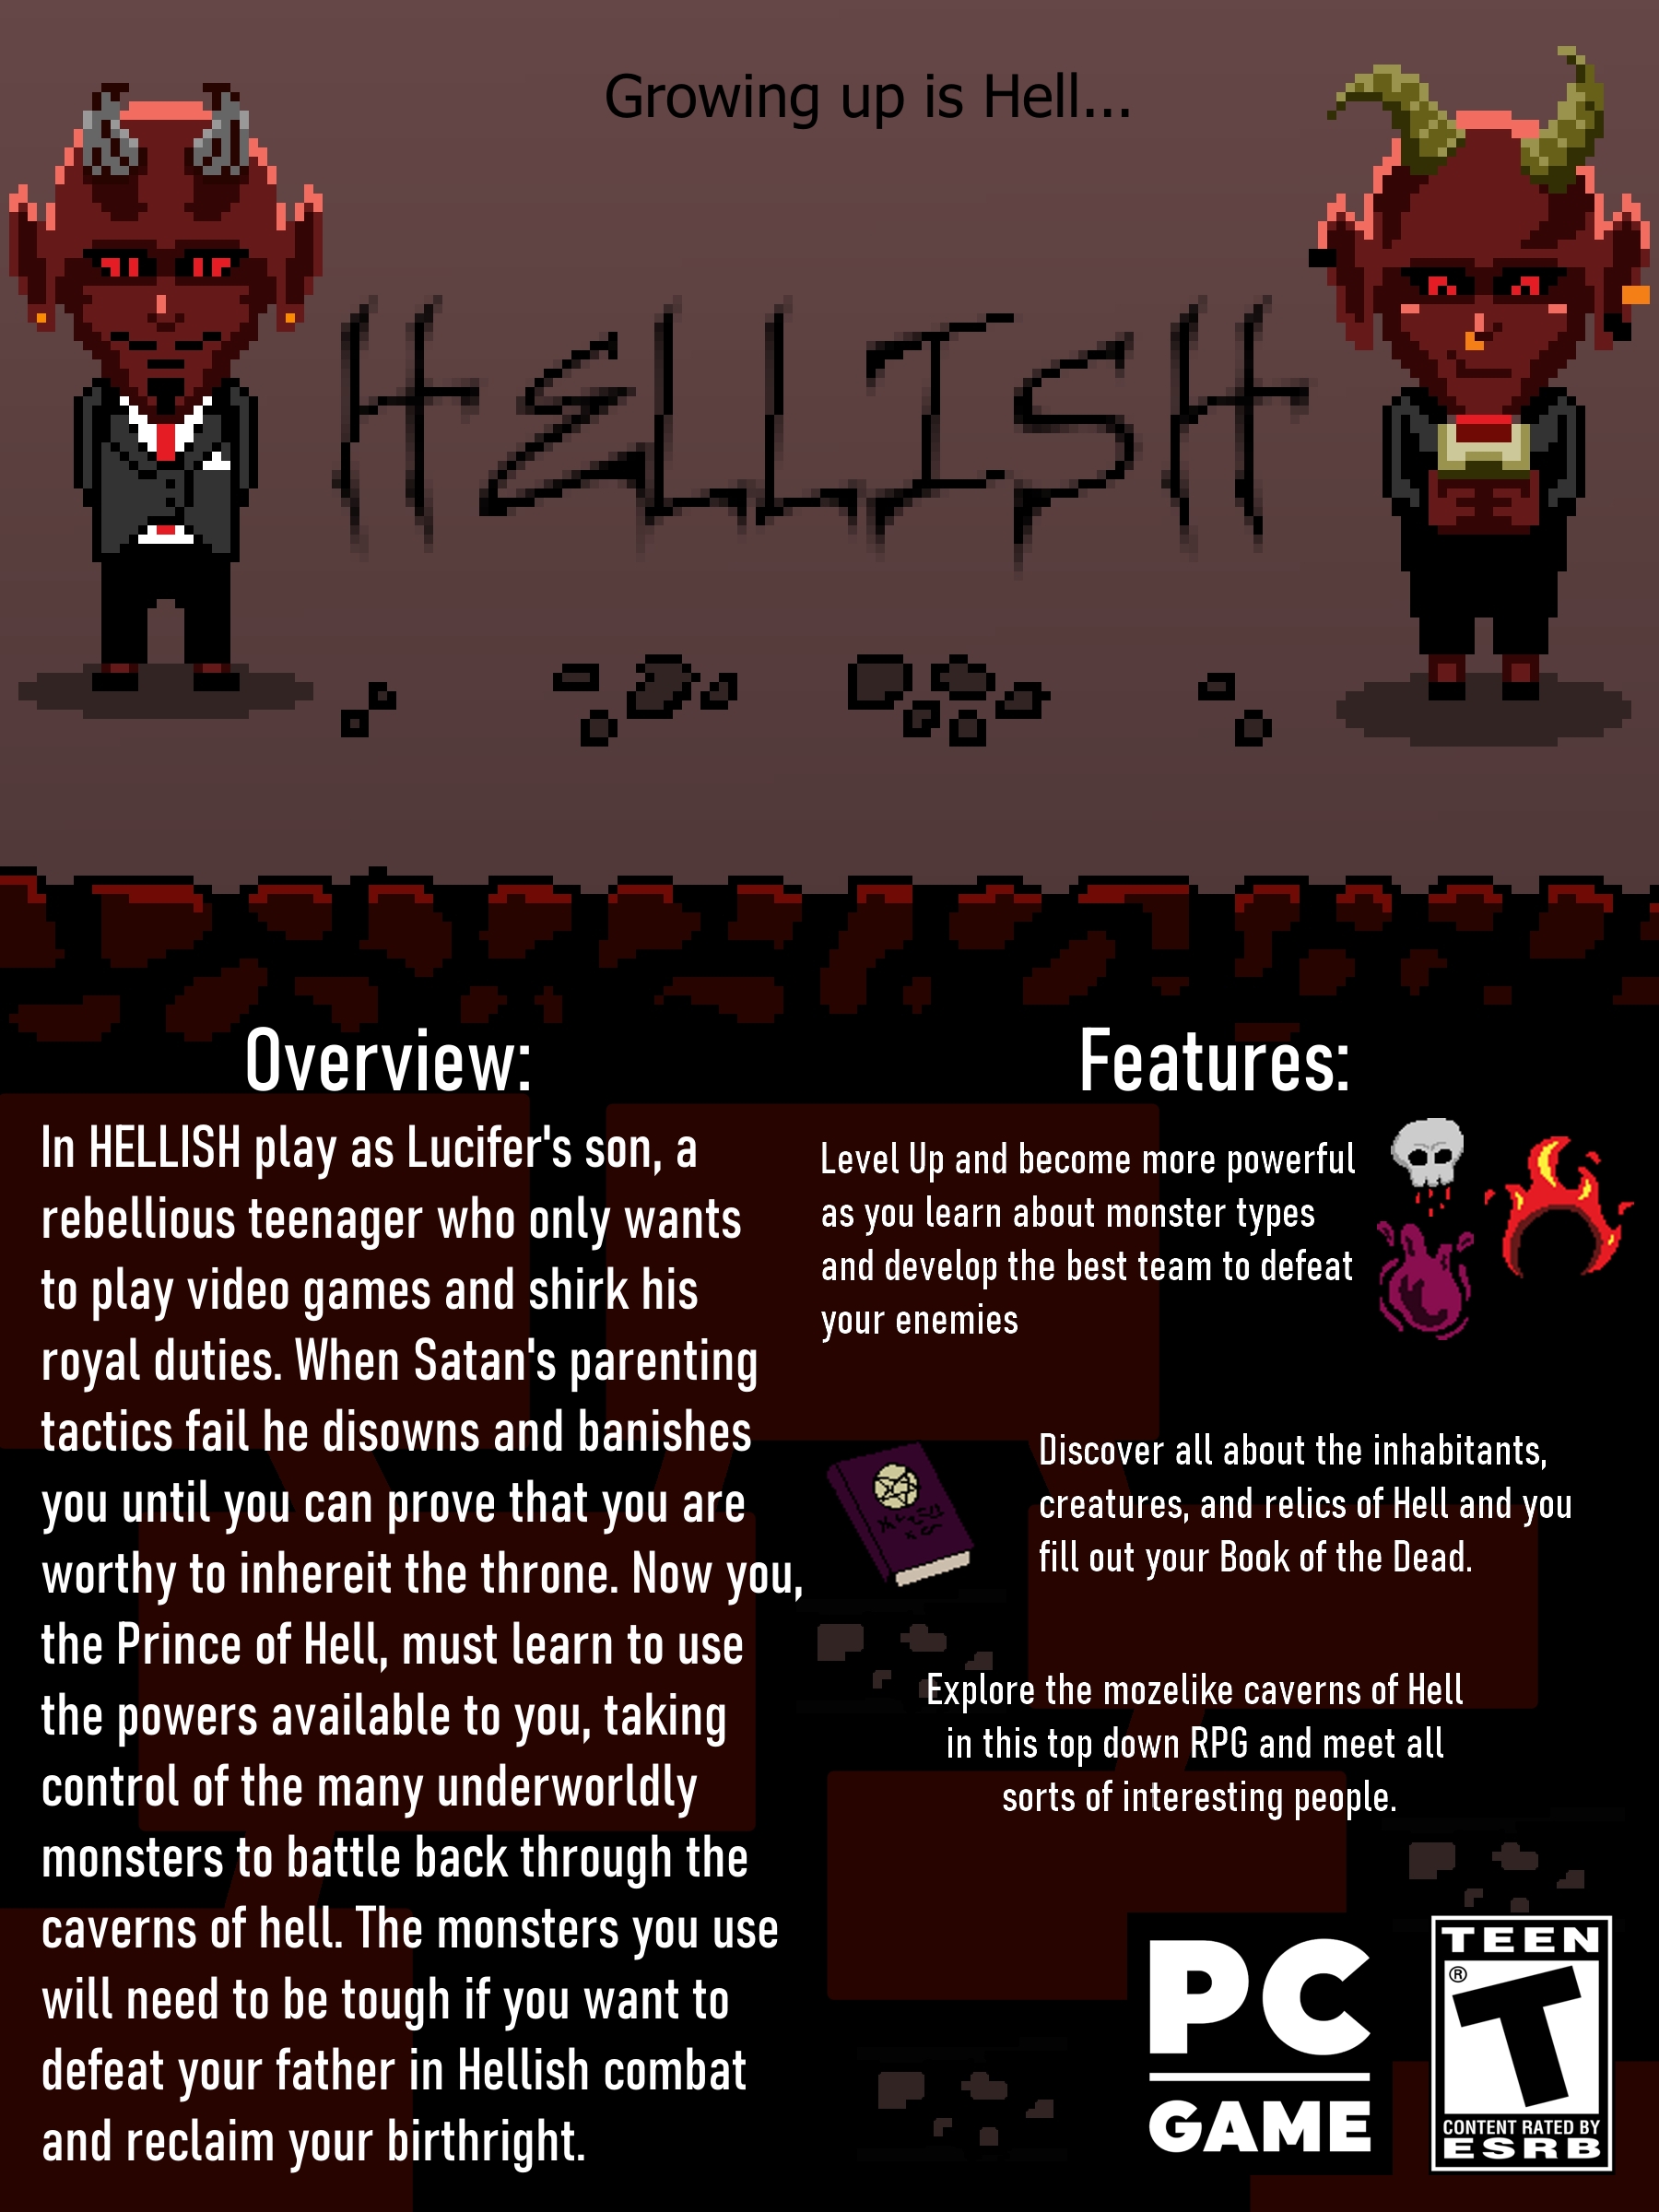 Growing up is Hell...
HELLISH
Overview:
In HELLISH play as Lucifer's son, a
rebellious teenager who only wants
to play video games and shirk his
royal duties. When Satan's parenting
tactics fail he disowns and banishes
you until you can prove that you are
worthy to inhereit the throne. Now you,
the Prince of Hell, must learn to use
the powers available to you, taking
control of the many underworldly
monsters to battle back through the
caverns of hell. The monsters you use
will need to be tough if you want to
defeat your father in Hellish combat
and reclaim your birthright.
Features:
Level Up and become more powerful
as you learn about monster types
and develop the best team to defeat
your enemies
Discover all about the inhabitants,
creatures, and relics of Hell and you
fill out your Book of the Dead.
Explore the mozelike caverns of Hell
in this top down RPG and meet all
sorts of interesting people.
PC
GAME
TEEN
®
T
CONTENT RATED BY
ESRB